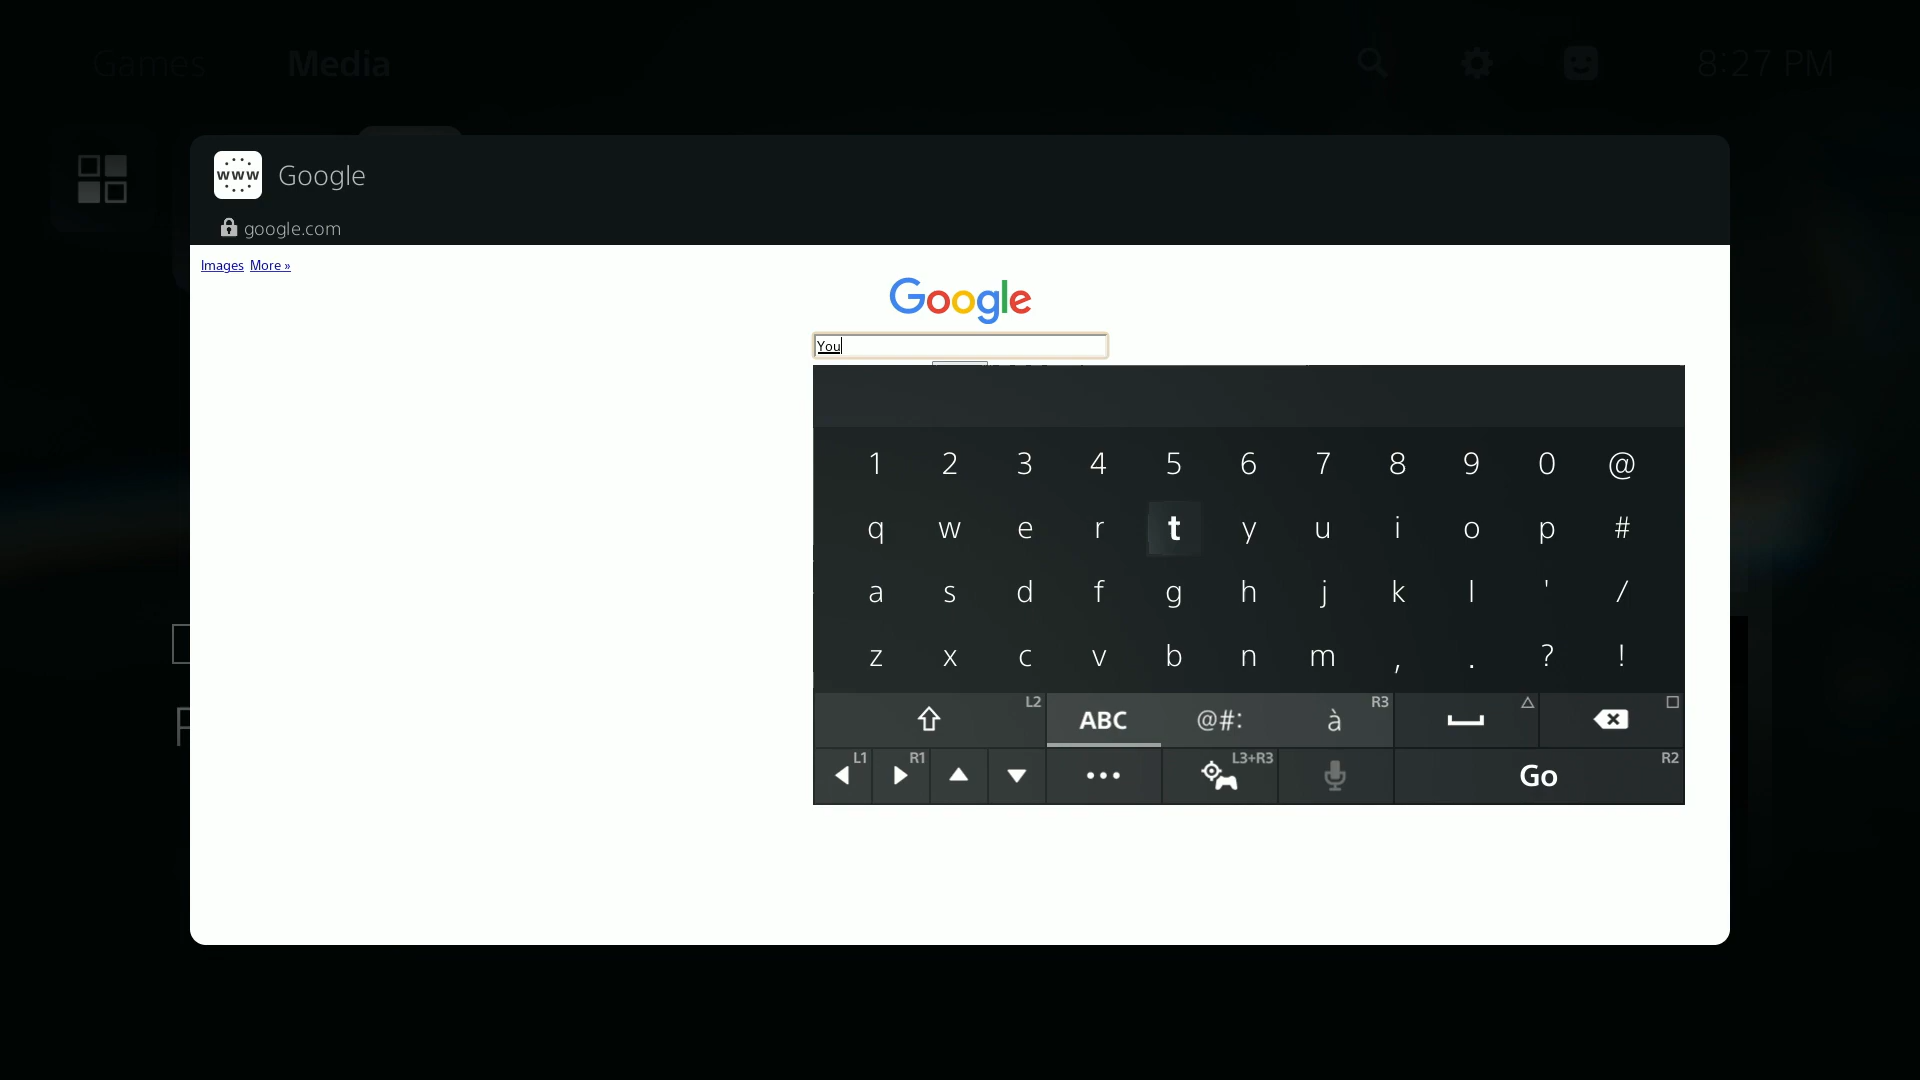 Games Media 8:27 PM
www Google
google.com
Images More »
Google
You
1 2 3 4 5 6 7 8 9 0 @
q w e r t y u i o p #
a s d f g h j k l ' /
z x c v b n m , . ? !
L2 ABC @#: à R3
L1 R1 ••• L3+R3 Go R2